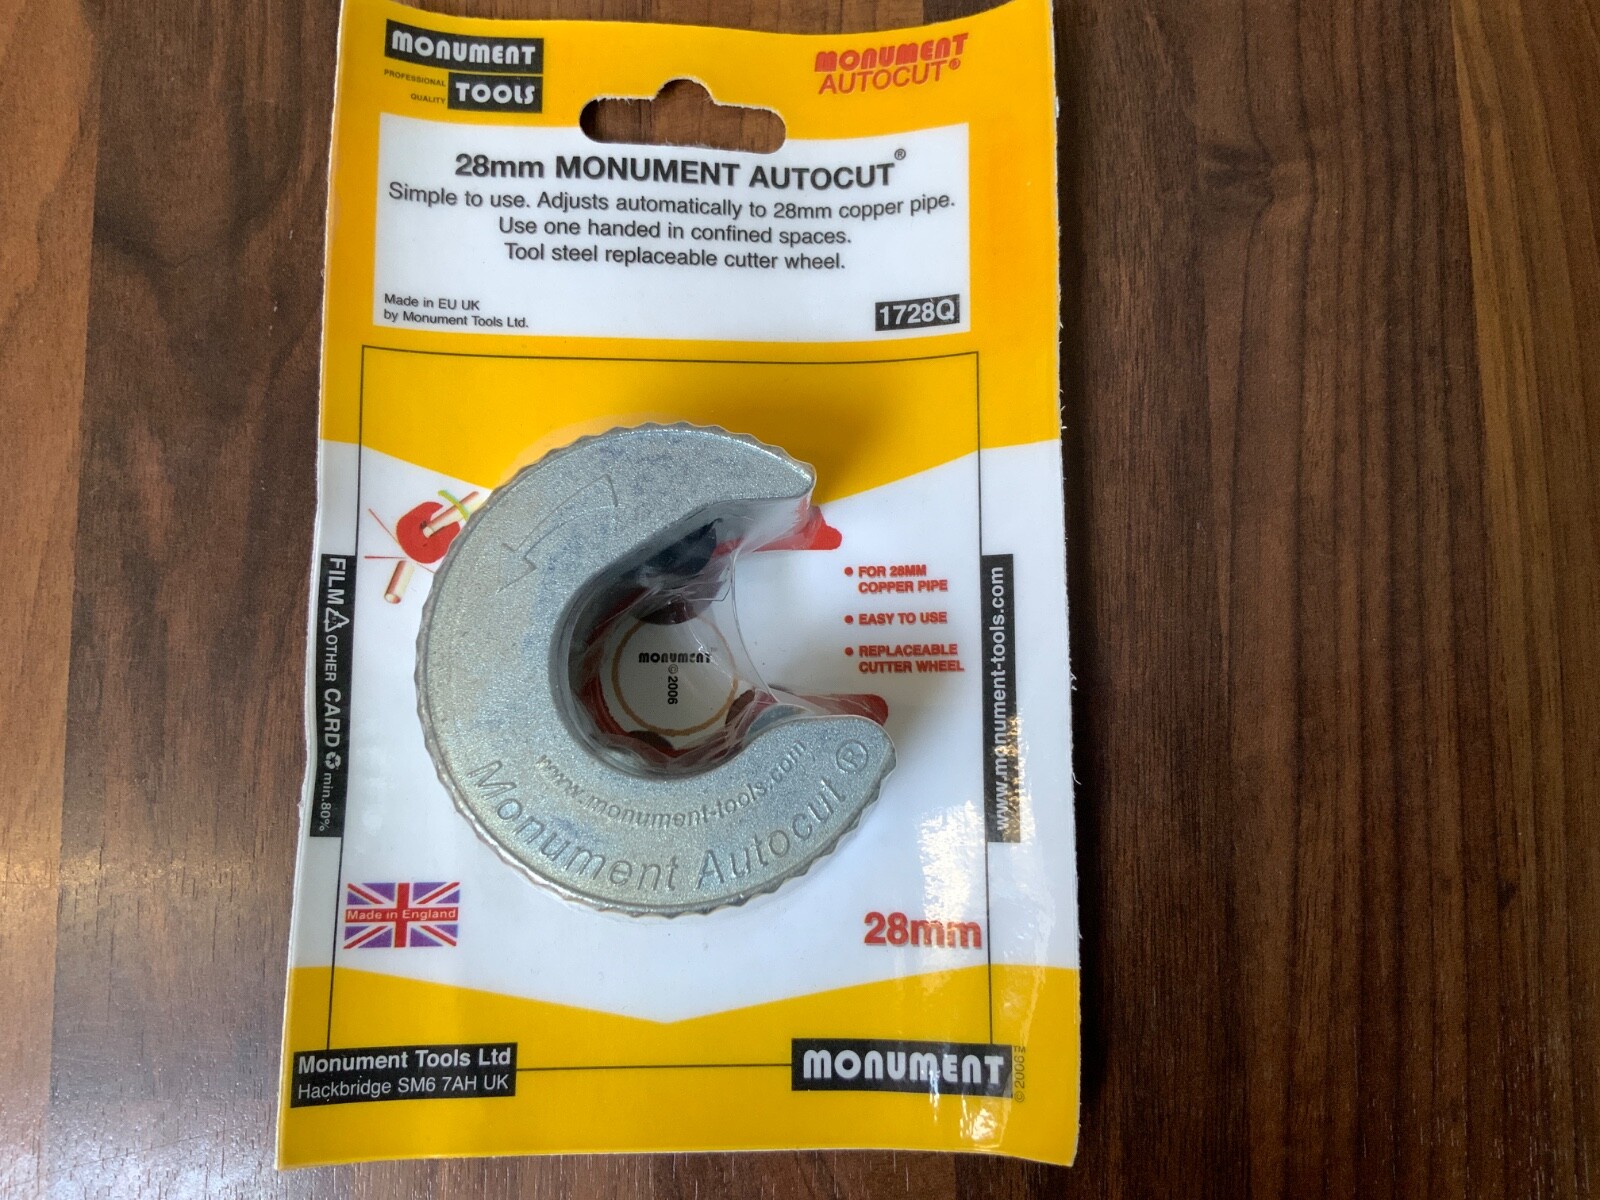 MONUMENT
PROFESSIONAL
QUALITY
TOOLS
MONUMENT
AUTOCUT®
28mm MONUMENT AUTOCUT®
Simple to use. Adjusts automatically to 28mm copper pipe.
Use one handed in confined spaces.
Tool steel replaceable cutter wheel.
Made in EU UK
by Monument Tools Ltd.
1728Q
• FOR 28MM
COPPER PIPE
• EASY TO USE
• REPLACEABLE
CUTTER WHEEL
MONUMENT
© 2006
www.monument-tools.com
Monument Autocut ®
FILM OTHER CARD min.80%
www.monument-tools.com
Made in England
28mm
Monument Tools Ltd
Hackbridge SM6 7AH UK
MONUMENT
©2006™